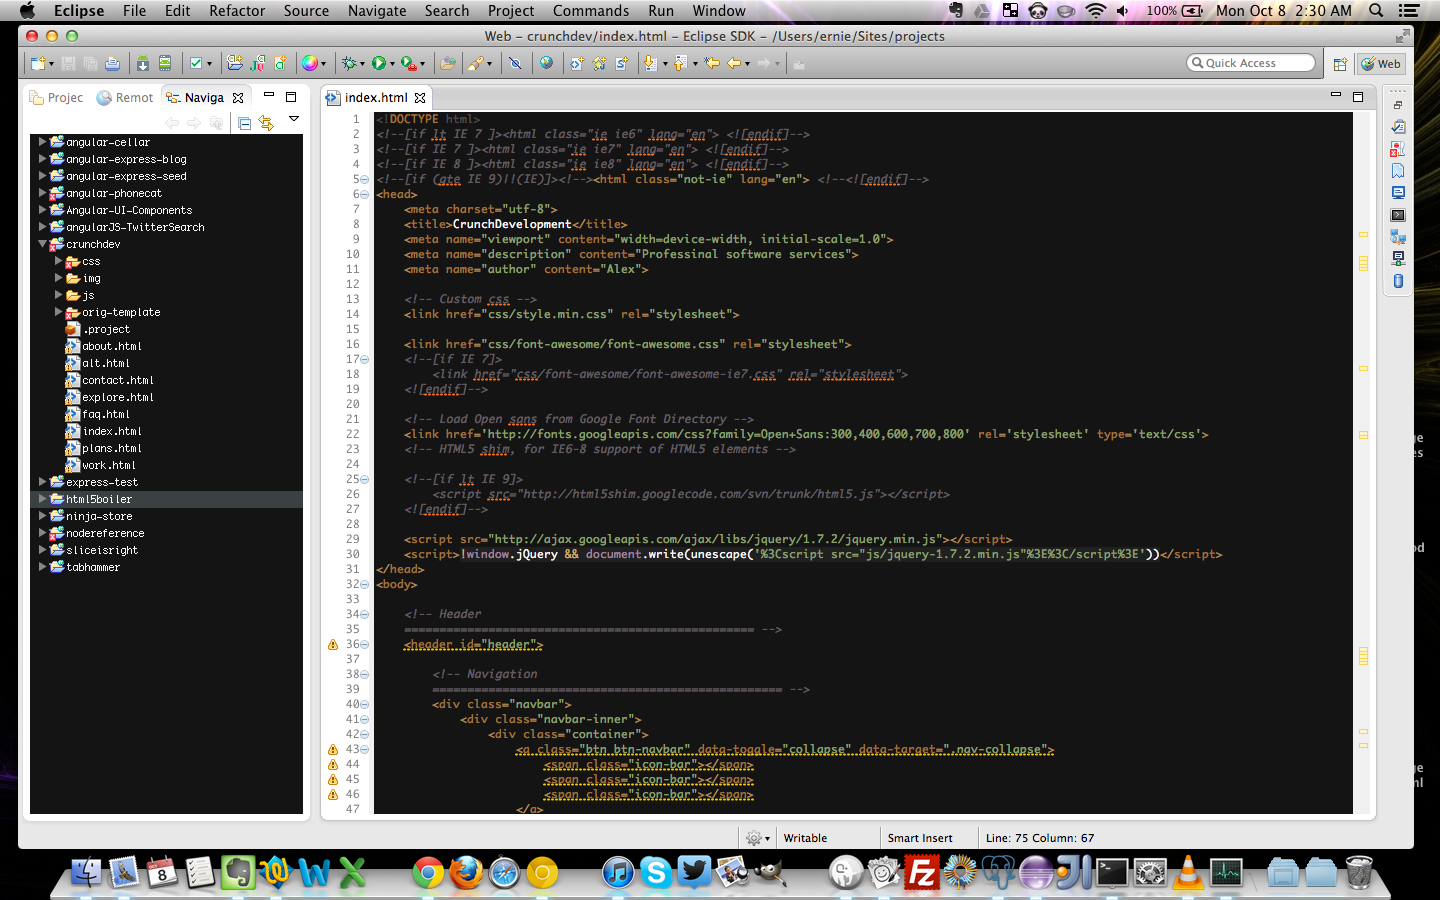 Eclipse File Edit Refactor Source Navigate Search Project Commands Run Window 100% Mon Oct 8 2:30 AM
Web – crunchdev/index.html – Eclipse SDK – /Users/ernie/Sites/projects
Quick Access Web
Projec Remot Naviga index.html
angular-cellar
angular-express-blog
angular-express-seed
angular-phonecat
Angular-UI-Components
angularJS-TwitterSearch
crunchdev
css
img
js
orig-template
.project
about.html
alt.html
contact.html
explore.html
faq.html
index.html
plans.html
work.html
express-test
html5boiler
ninja-store
nodereference
sliceisright
tabhammer
1 <!DOCTYPE html>
2 <!--[if lt IE 7 ]><html class="ie ie6" lang="en"> <![endif]-->
3 <!--[if IE 7 ]><html class="ie ie7" lang="en"> <![endif]-->
4 <!--[if IE 8 ]><html class="ie ie8" lang="en"> <![endif]-->
5 <!--[if (gte IE 9)!!(IE)]><!--><html class="not-ie" lang="en"> <!--<![endif]-->
6 <head>
7 <meta charset="utf-8">
8 <title>CrunchDevelopment</title>
9 <meta name="viewport" content="width=device-width, initial-scale=1.0">
10 <meta name="description" content="Professinal software services">
11 <meta name="author" content="Alex">
12
13 <!-- Custom css -->
14 <link href="css/style.min.css" rel="stylesheet">
15
16 <link href="css/font-awesome/font-awesome.css" rel="stylesheet">
17 <!--[if IE 7]>
18 <link href="css/font-awesome/font-awesome-ie7.css" rel="stylesheet">
19 <![endif]-->
20
21 <!-- Load Open sans from Google Font Directory -->
22 <link href='http://fonts.googleapis.com/css?family=Open+Sans:300,400,600,700,800' rel='stylesheet' type='text/css'>
23 <!-- HTML5 shim, for IE6-8 support of HTML5 elements -->
24
25 <!--[if lt IE 9]>
26 <script src="http://html5shim.googlecode.com/svn/trunk/html5.js"></script>
27 <![endif]-->
28
29 <script src="http://ajax.googleapis.com/ajax/libs/jquery/1.7.2/jquery.min.js"></script>
30 <script>!window.jQuery && document.write(unescape('%3Cscript src="js/jquery-1.7.2.min.js"%3E%3C/script%3E'))</script>
31 </head>
32 <body>
33
34 <!-- Header
35 ================================================== -->
36 <header id="header">
37
38 <!-- Navigation
39 ================================================== -->
40 <div class="navbar">
41 <div class="navbar-inner">
42 <div class="container">
43 <a class="btn btn-navbar" data-toggle="collapse" data-target=".nav-collapse">
44 <span class="icon-bar"></span>
45 <span class="icon-bar"></span>
46 <span class="icon-bar"></span>
47 </a>
Writable Smart Insert Line: 75 Column: 67